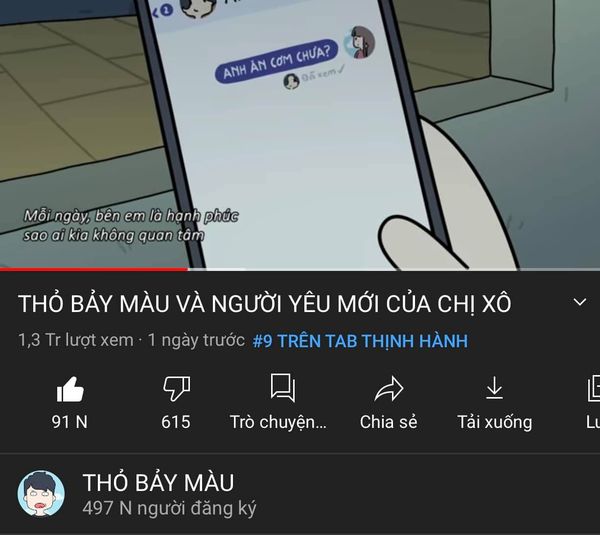 2
ANH ĂN CƠM CHƯA?
Đã xem
Mỗi ngày, bên em là hạnh phúc
sao ai kia không quan tâm
THỎ BẢY MÀU VÀ NGƯỜI YÊU MỚI CỦA CHỊ XÔ
1,3 Tr lượt xem · 1 ngày trước #9 TRÊN TAB THỊNH HÀNH
91 N 615 Trò chuyện... Chia sẻ Tải xuống
THỎ BẢY MÀU
497 N người đăng ký